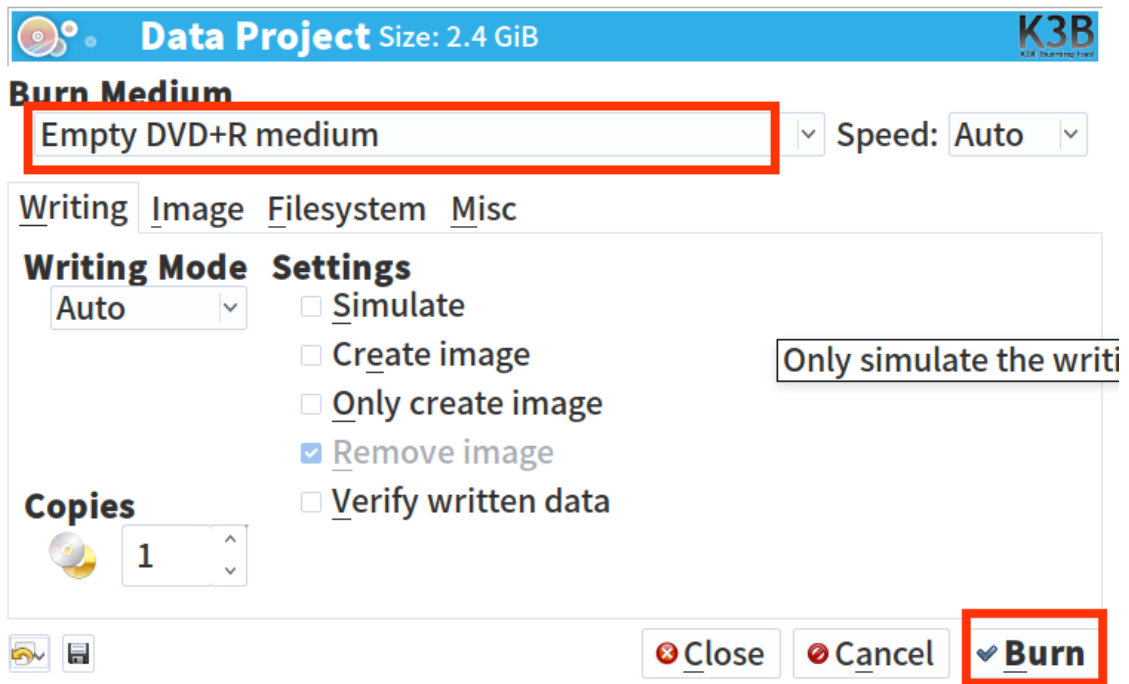 Data Project Size: 2.4 GiB
K3B
Burn Medium
Empty DVD+R medium
Speed: Auto
Writing Image Filesystem Misc
Writing Mode
Auto
Settings
Simulate
Create image
Only create image
Remove image
Verify written data
Only simulate the writi
Copies
1
Close Cancel Burn